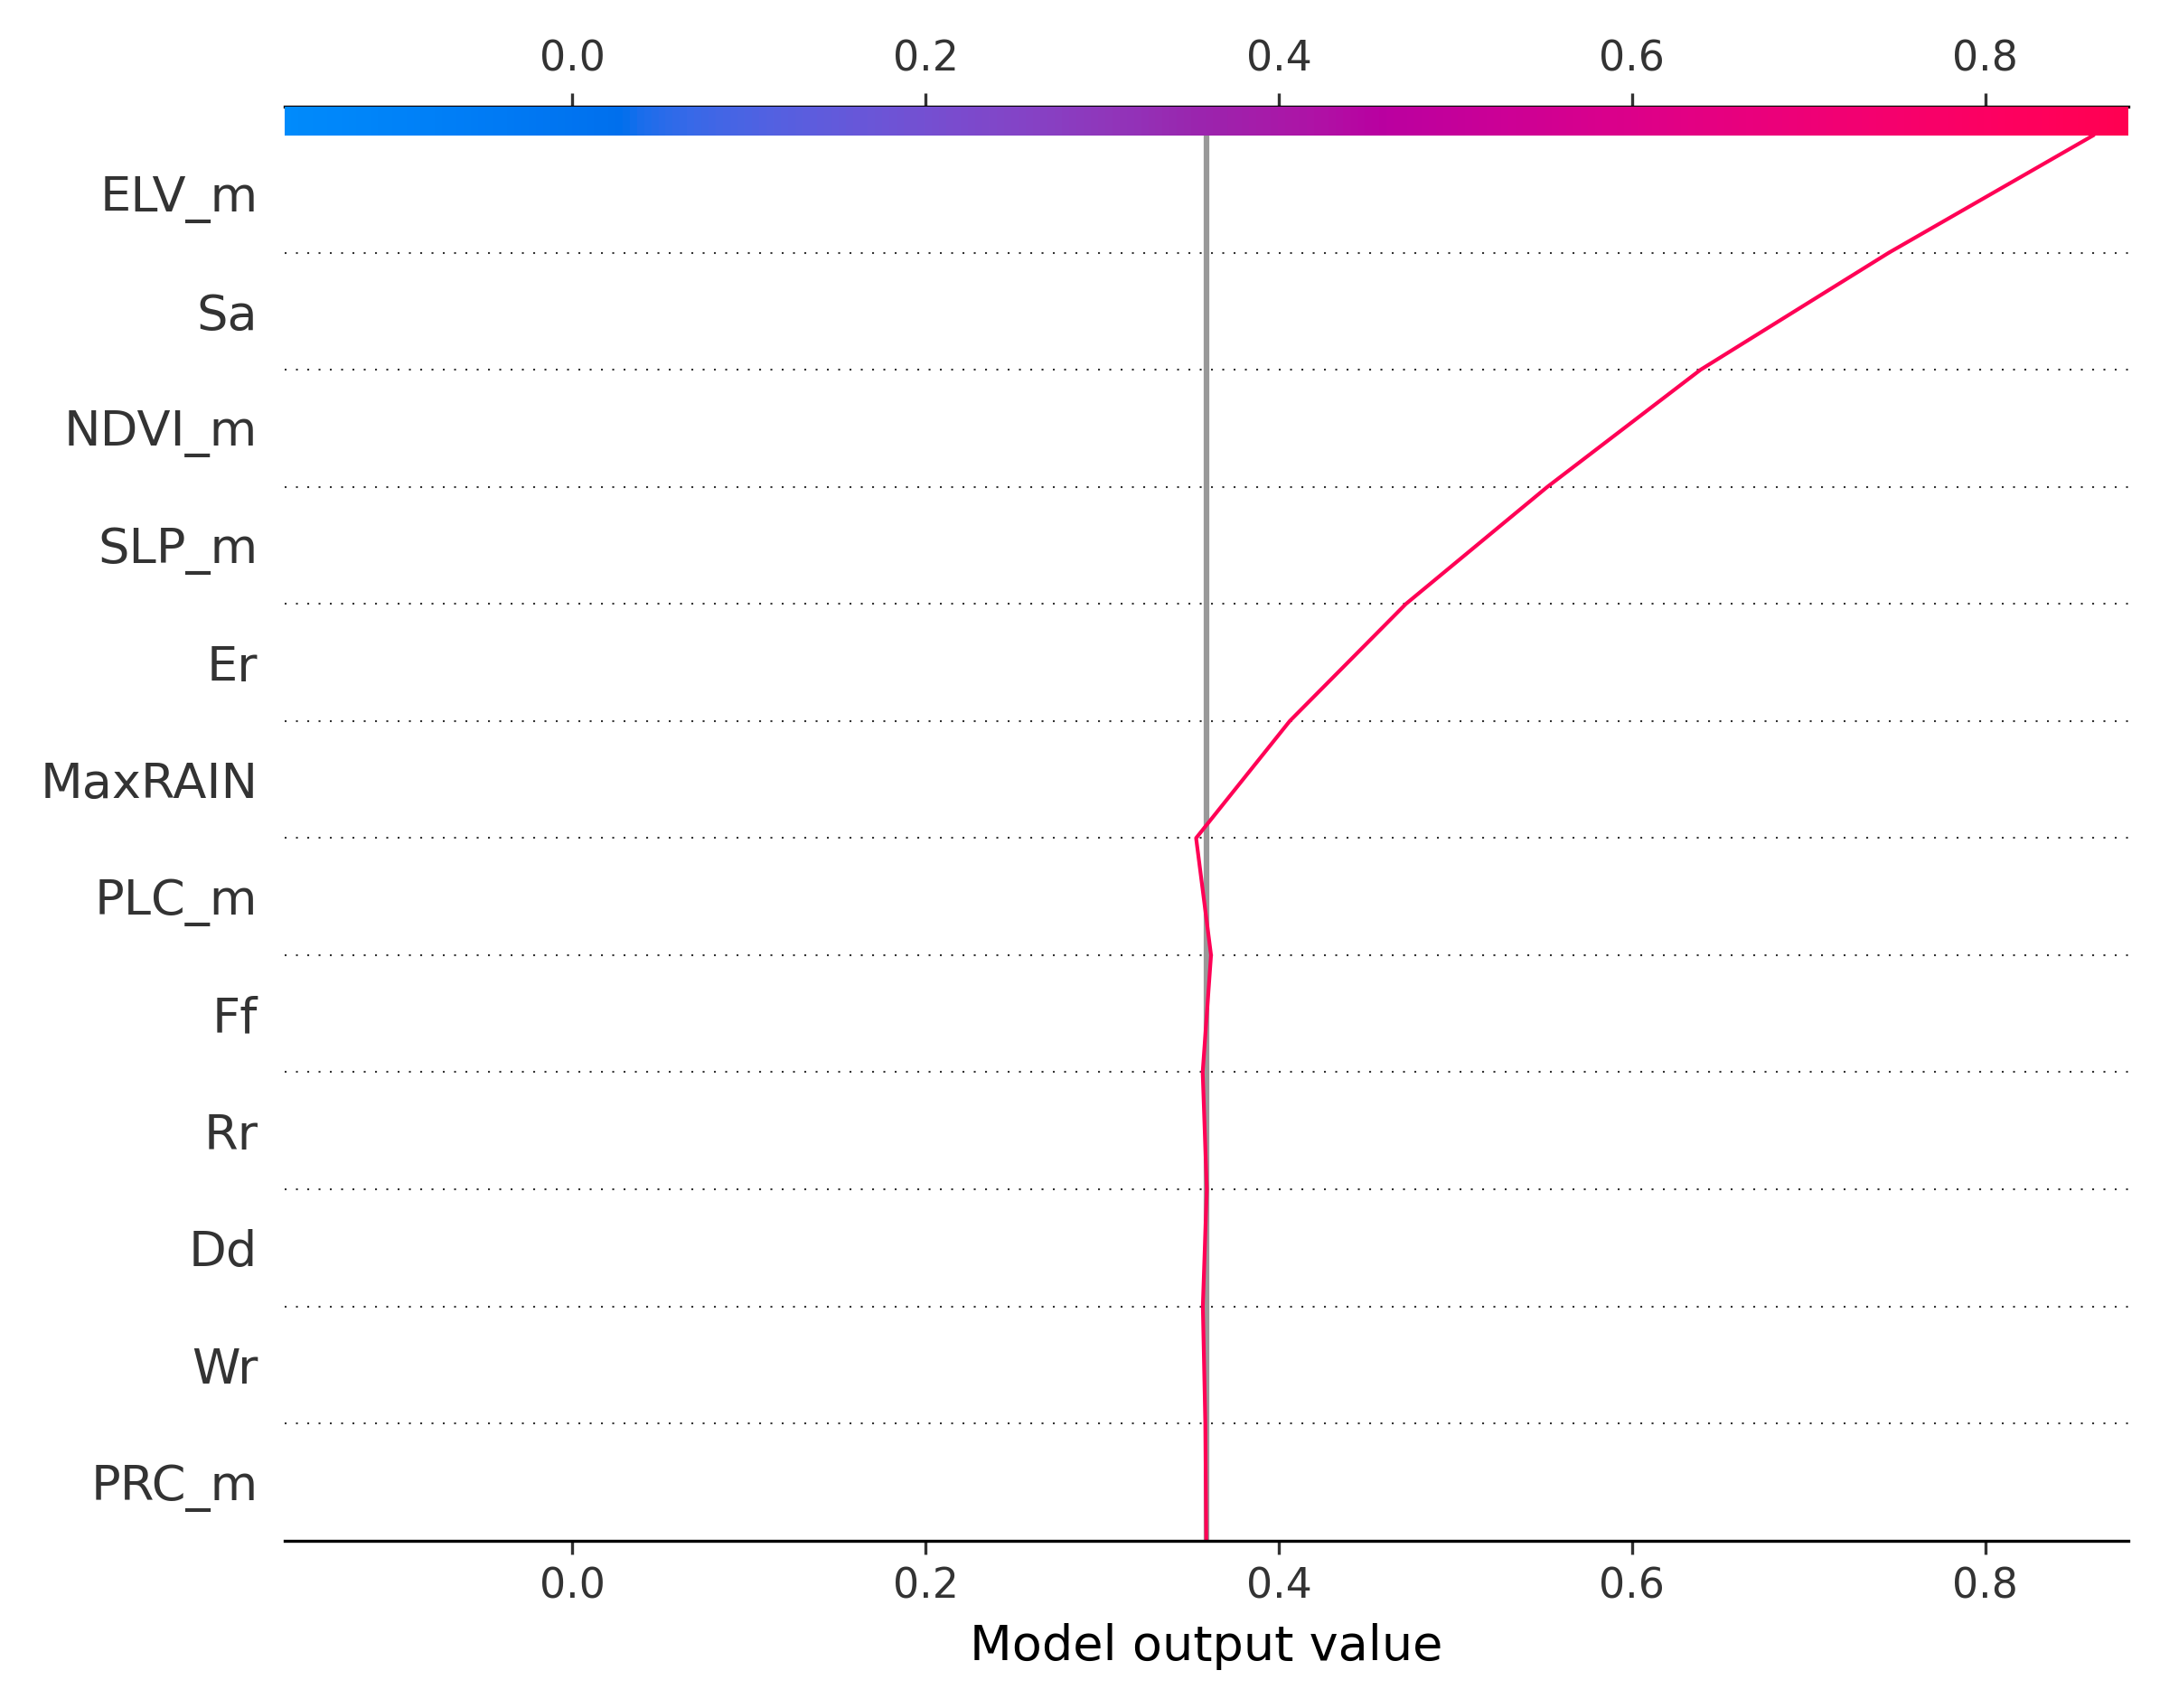 0.0 0.2 0.4 0.6 0.8
ELV_m
Sa
NDVI_m
SLP_m
Er
MaxRAIN
PLC_m
Ff
Rr
Dd
Wr
PRC_m
0.0 0.2 0.4 0.6 0.8
Model output value